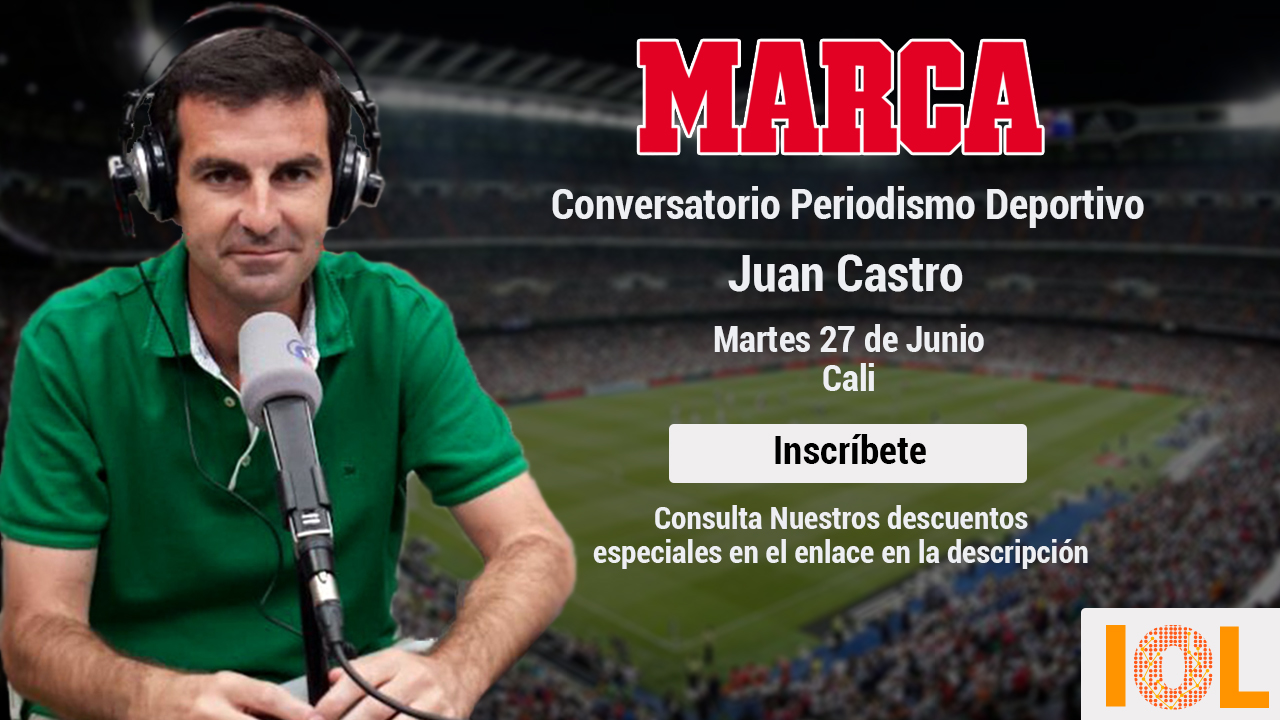 MARCA
Conversatorio Periodismo Deportivo
Juan Castro
Martes 27 de Junio
Cali
Inscríbete
Consulta Nuestros descuentos
especiales en el enlace en la descripción
IOL